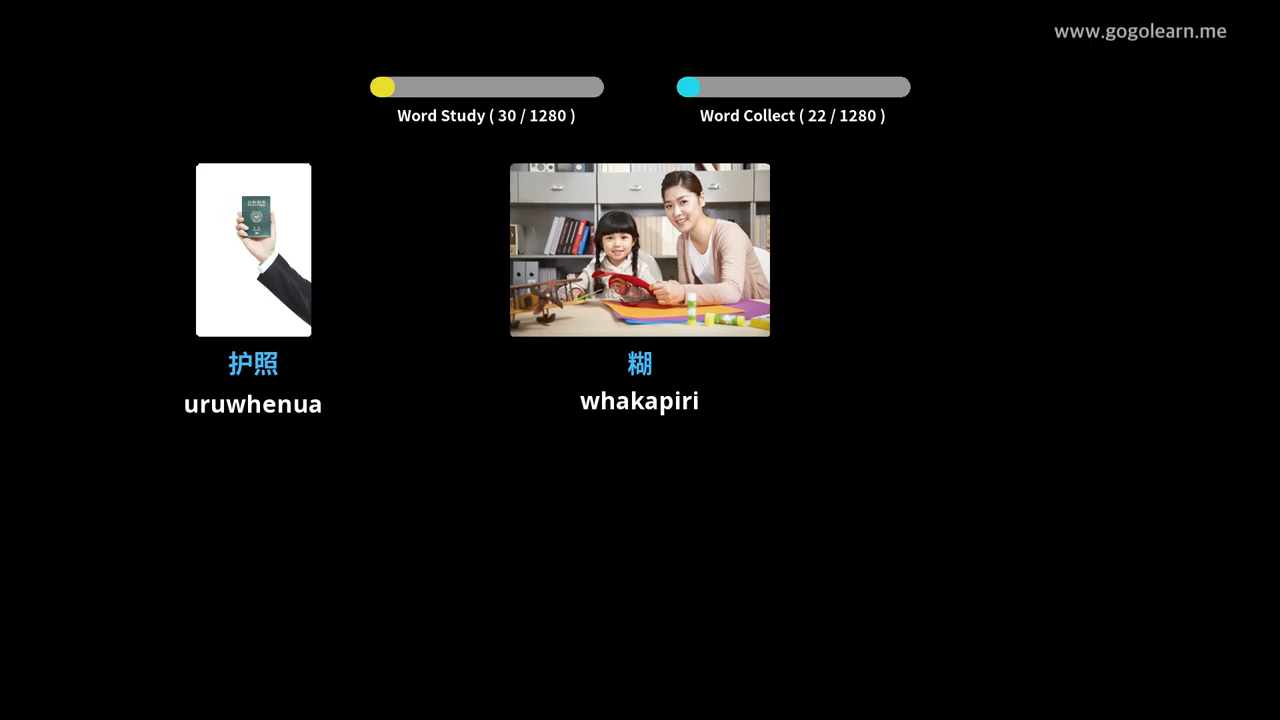 www.gogolearn.me
Word Study ( 30 / 1280 )
Word Collect ( 22 / 1280 )
护照
uruwhenua
糊
whakapiri